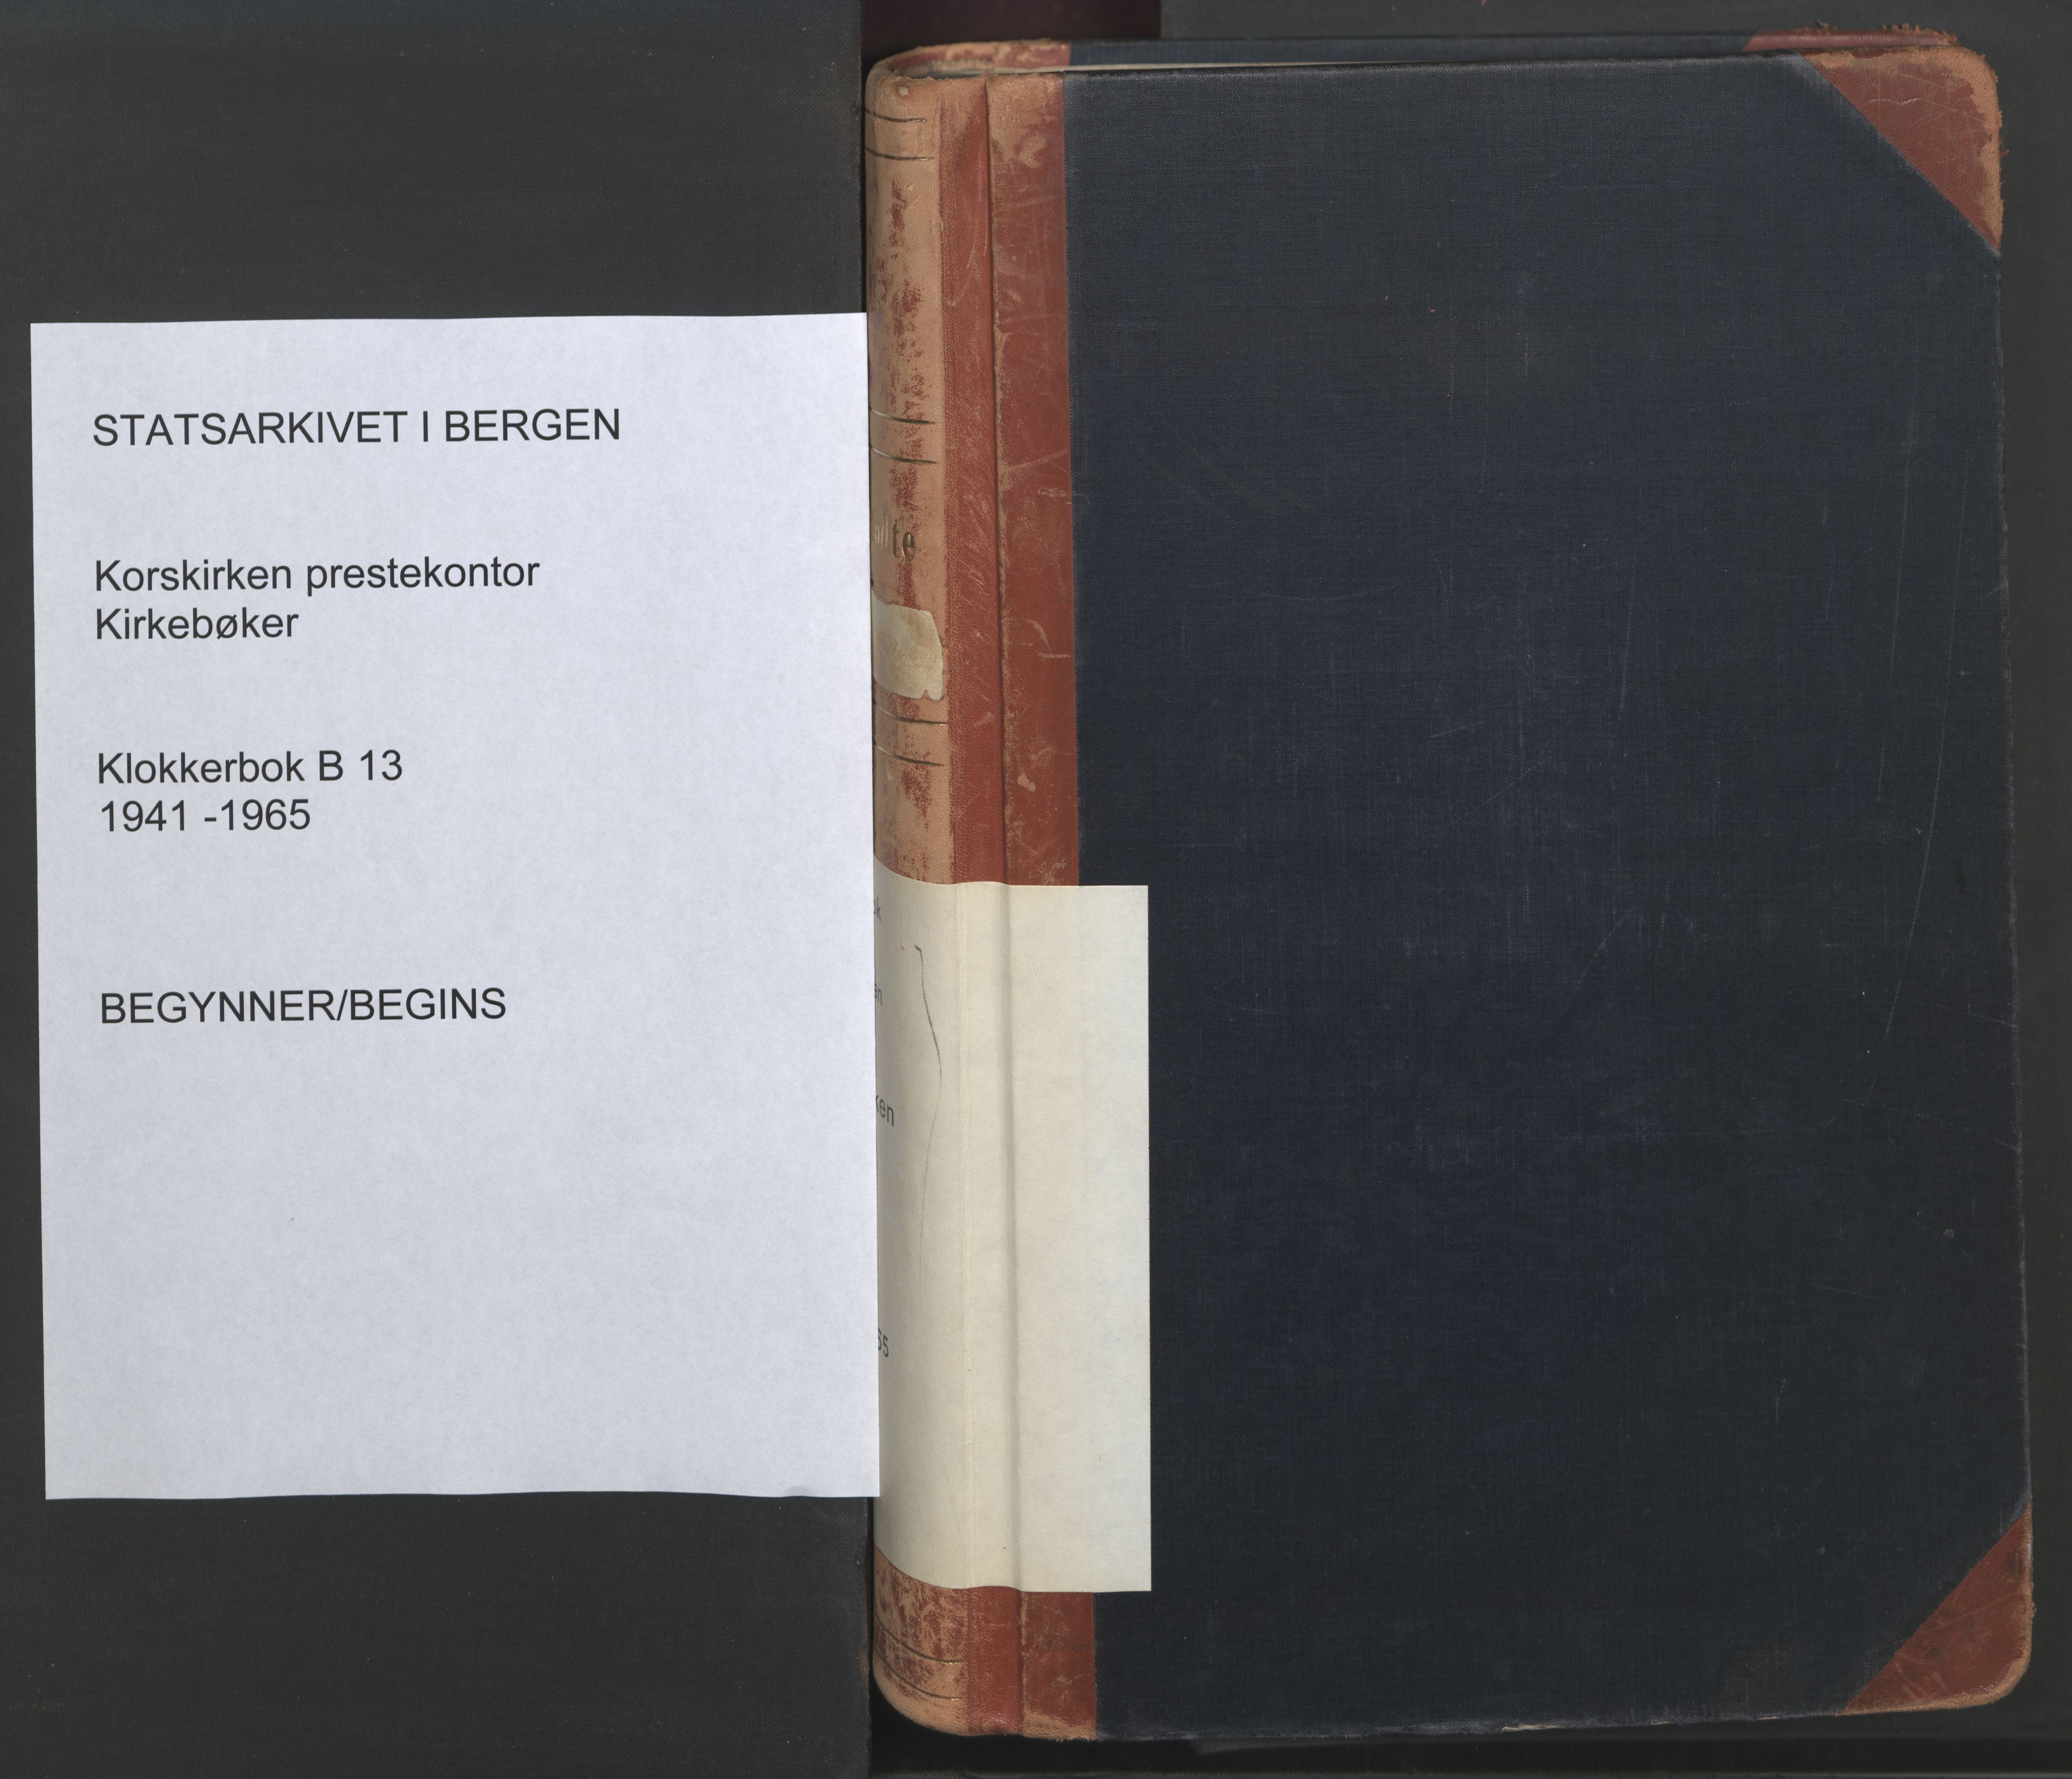 STATSARKIVET I BERGEN
Korskirken prestekontor
Kirkebøker
Klokkerbok B 13
1941 -1965
BEGYNNER/BEGINS